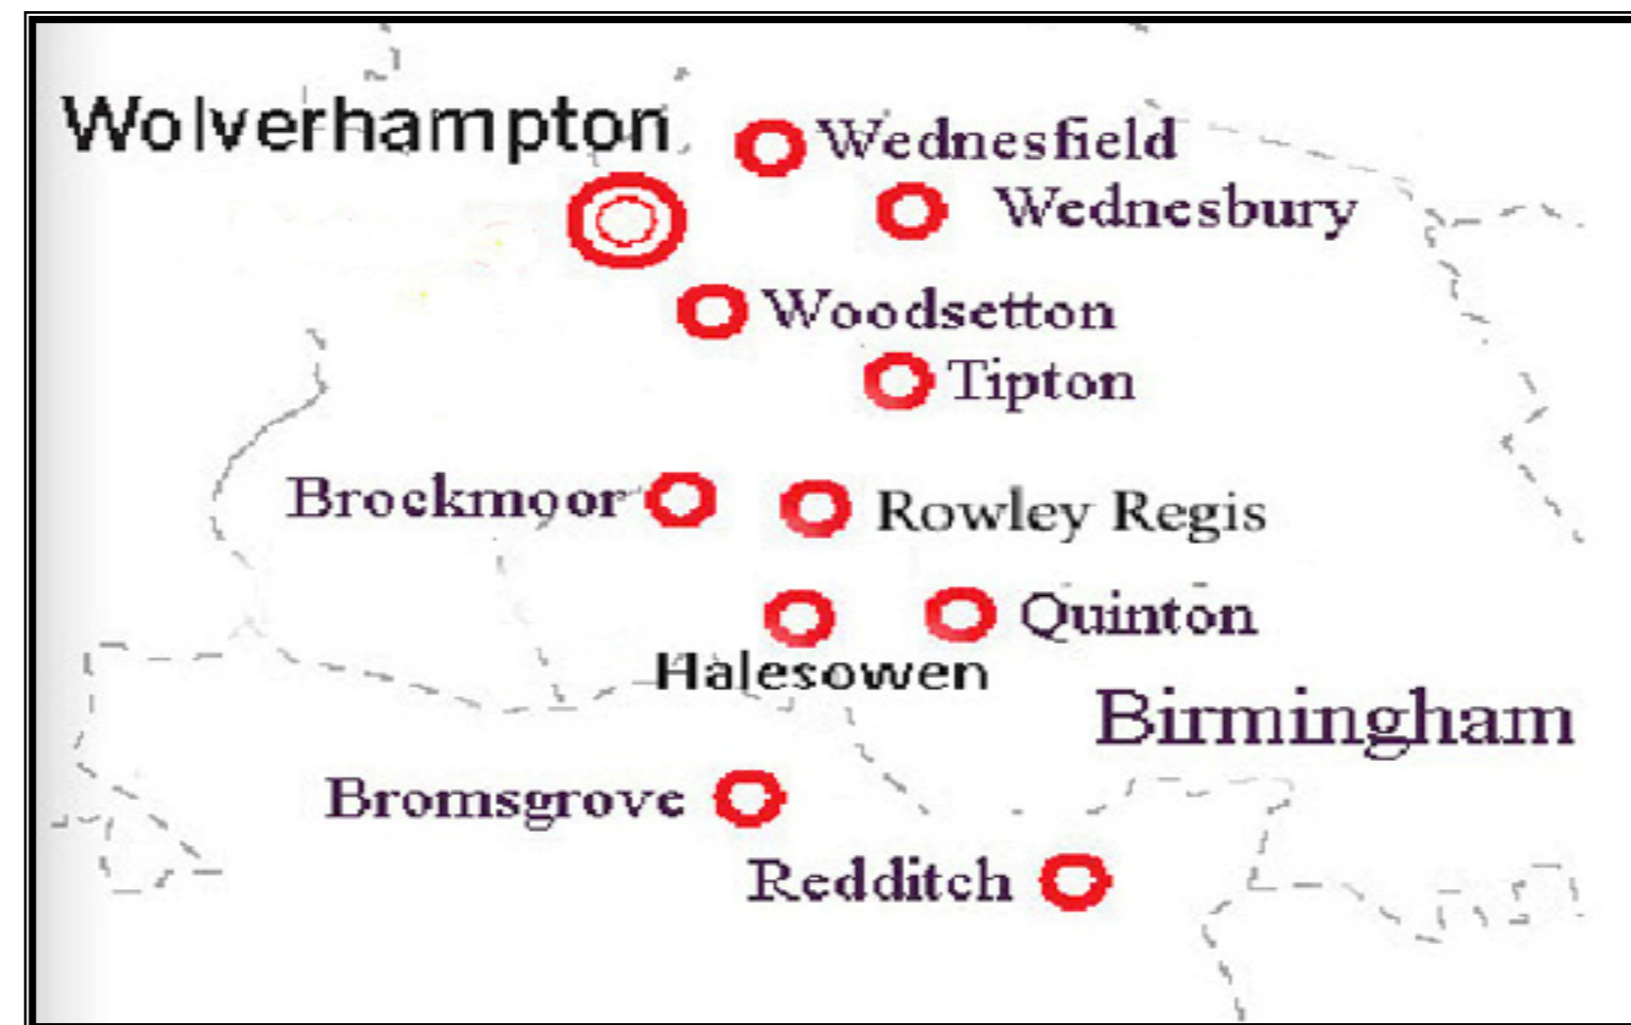 Wolverhampton
Wednesfield
Wednesbury
Woodsetton
Tipton
Brockmoor
Rowley Regis
Quinton
Halesowen
Birmingham
Bromsgrove
Redditch